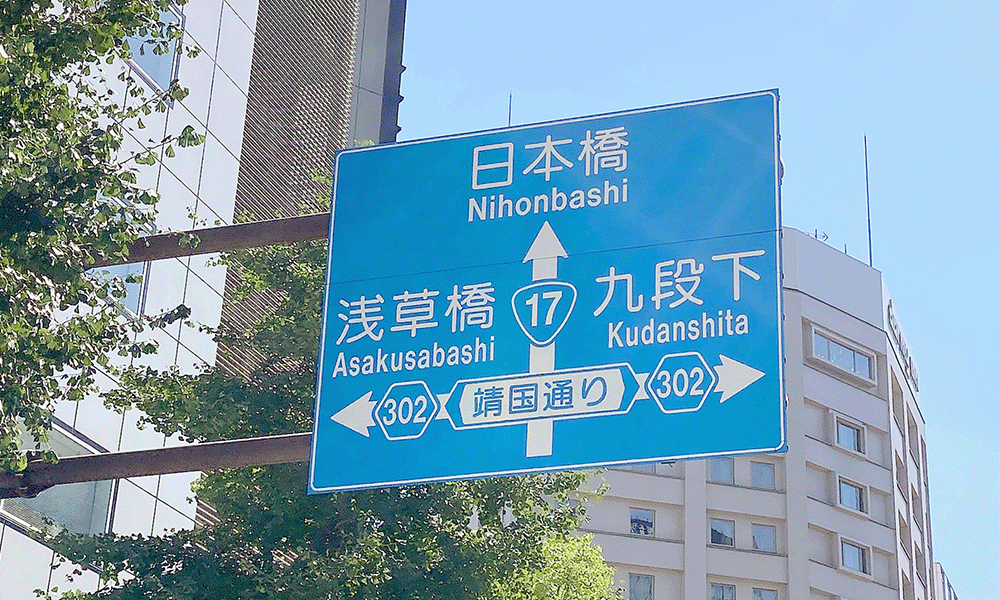 日本橋
Nihonbashi
浅草橋
Asakusabashi
17
九段下
Kudanshita
302
靖国通り
302